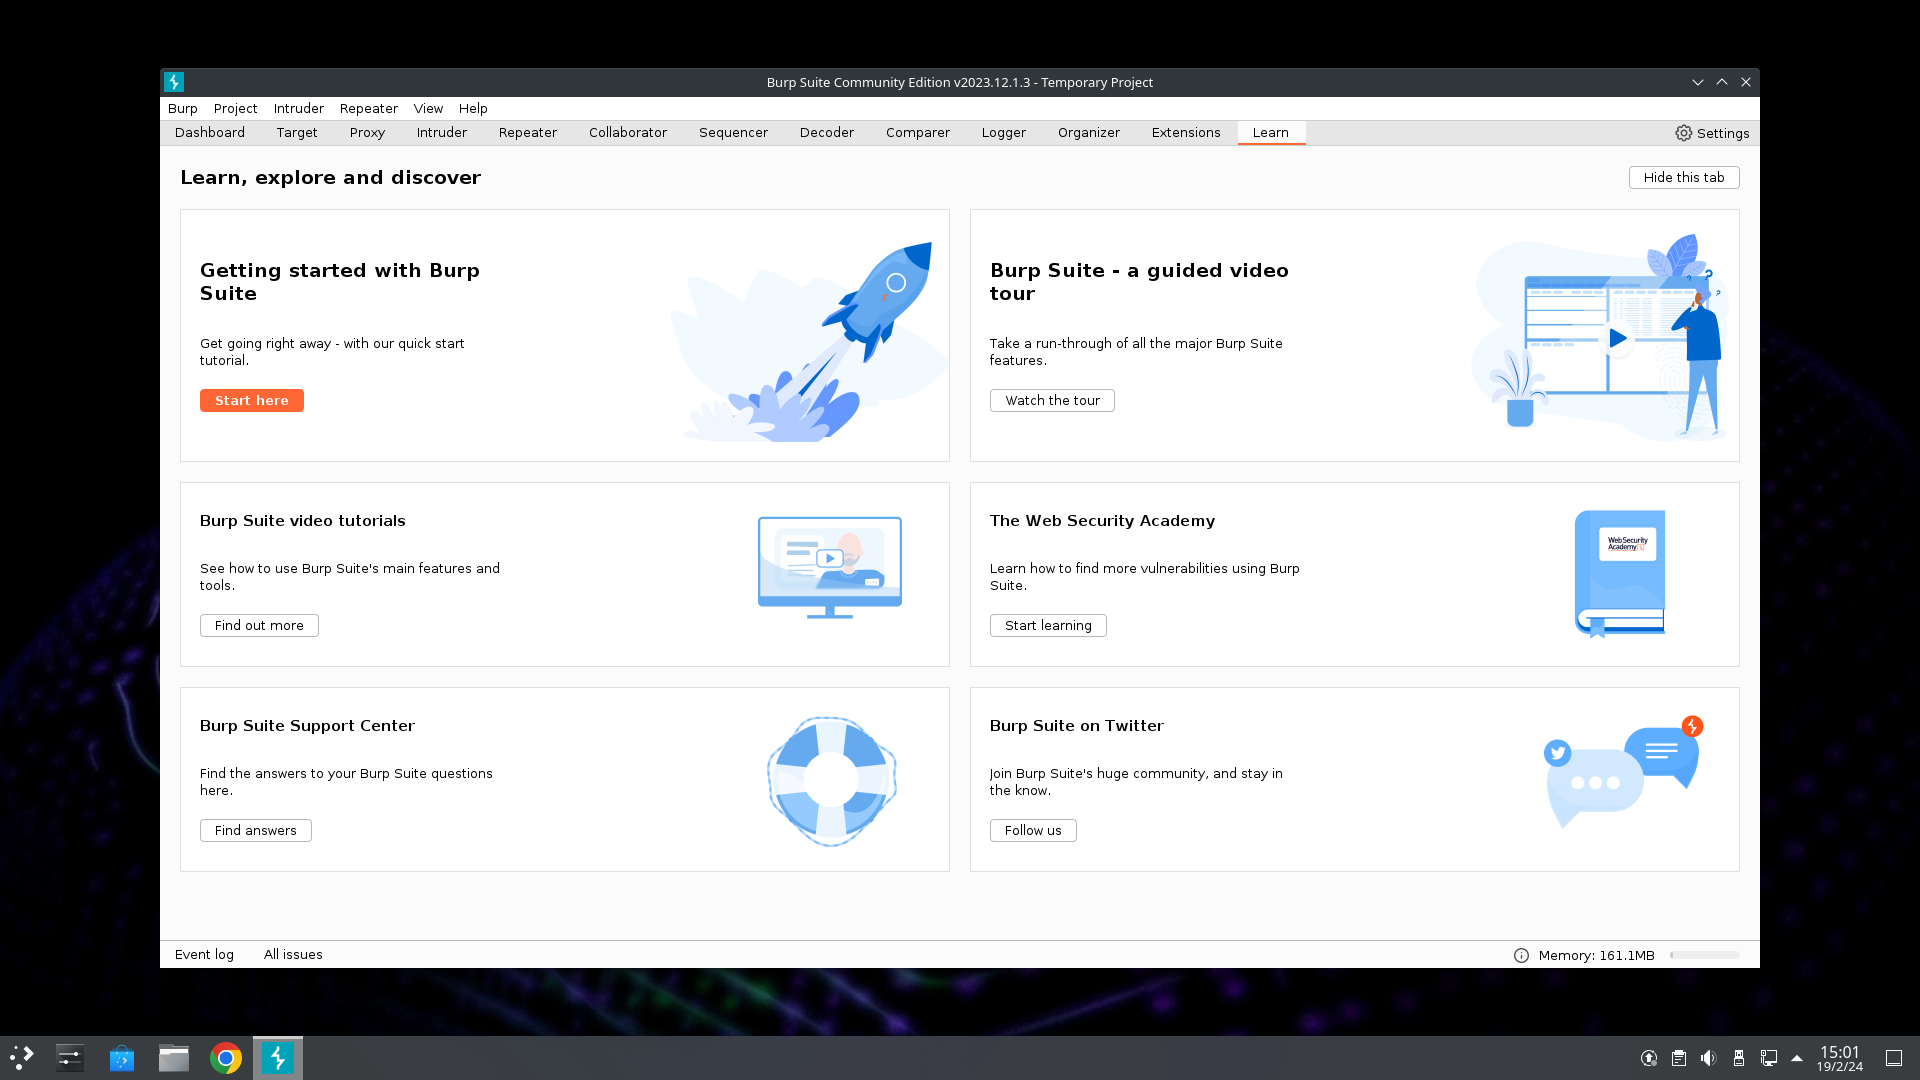 Burp Suite Community Edition v2023.12.1.3 - Temporary Project
Burp Project Intruder Repeater View Help
Dashboard Target Proxy Intruder Repeater Collaborator Sequencer Decoder Comparer Logger Organizer Extensions Learn Settings
Learn, explore and discover
Hide this tab
Getting started with Burp
Suite
Get going right away - with our quick start
tutorial.
Start here
Burp Suite - a guided video
tour
Take a run-through of all the major Burp Suite
features.
Watch the tour
Burp Suite video tutorials
See how to use Burp Suite's main features and
tools.
Find out more
The Web Security Academy
Learn how to find more vulnerabilities using Burp
Suite.
Start learning
WebSecurity
Academy
Burp Suite Support Center
Find the answers to your Burp Suite questions
here.
Find answers
Burp Suite on Twitter
Join Burp Suite's huge community, and stay in
the know.
Follow us
Event log All issues
Memory: 161.1MB
15:01
19/2/24